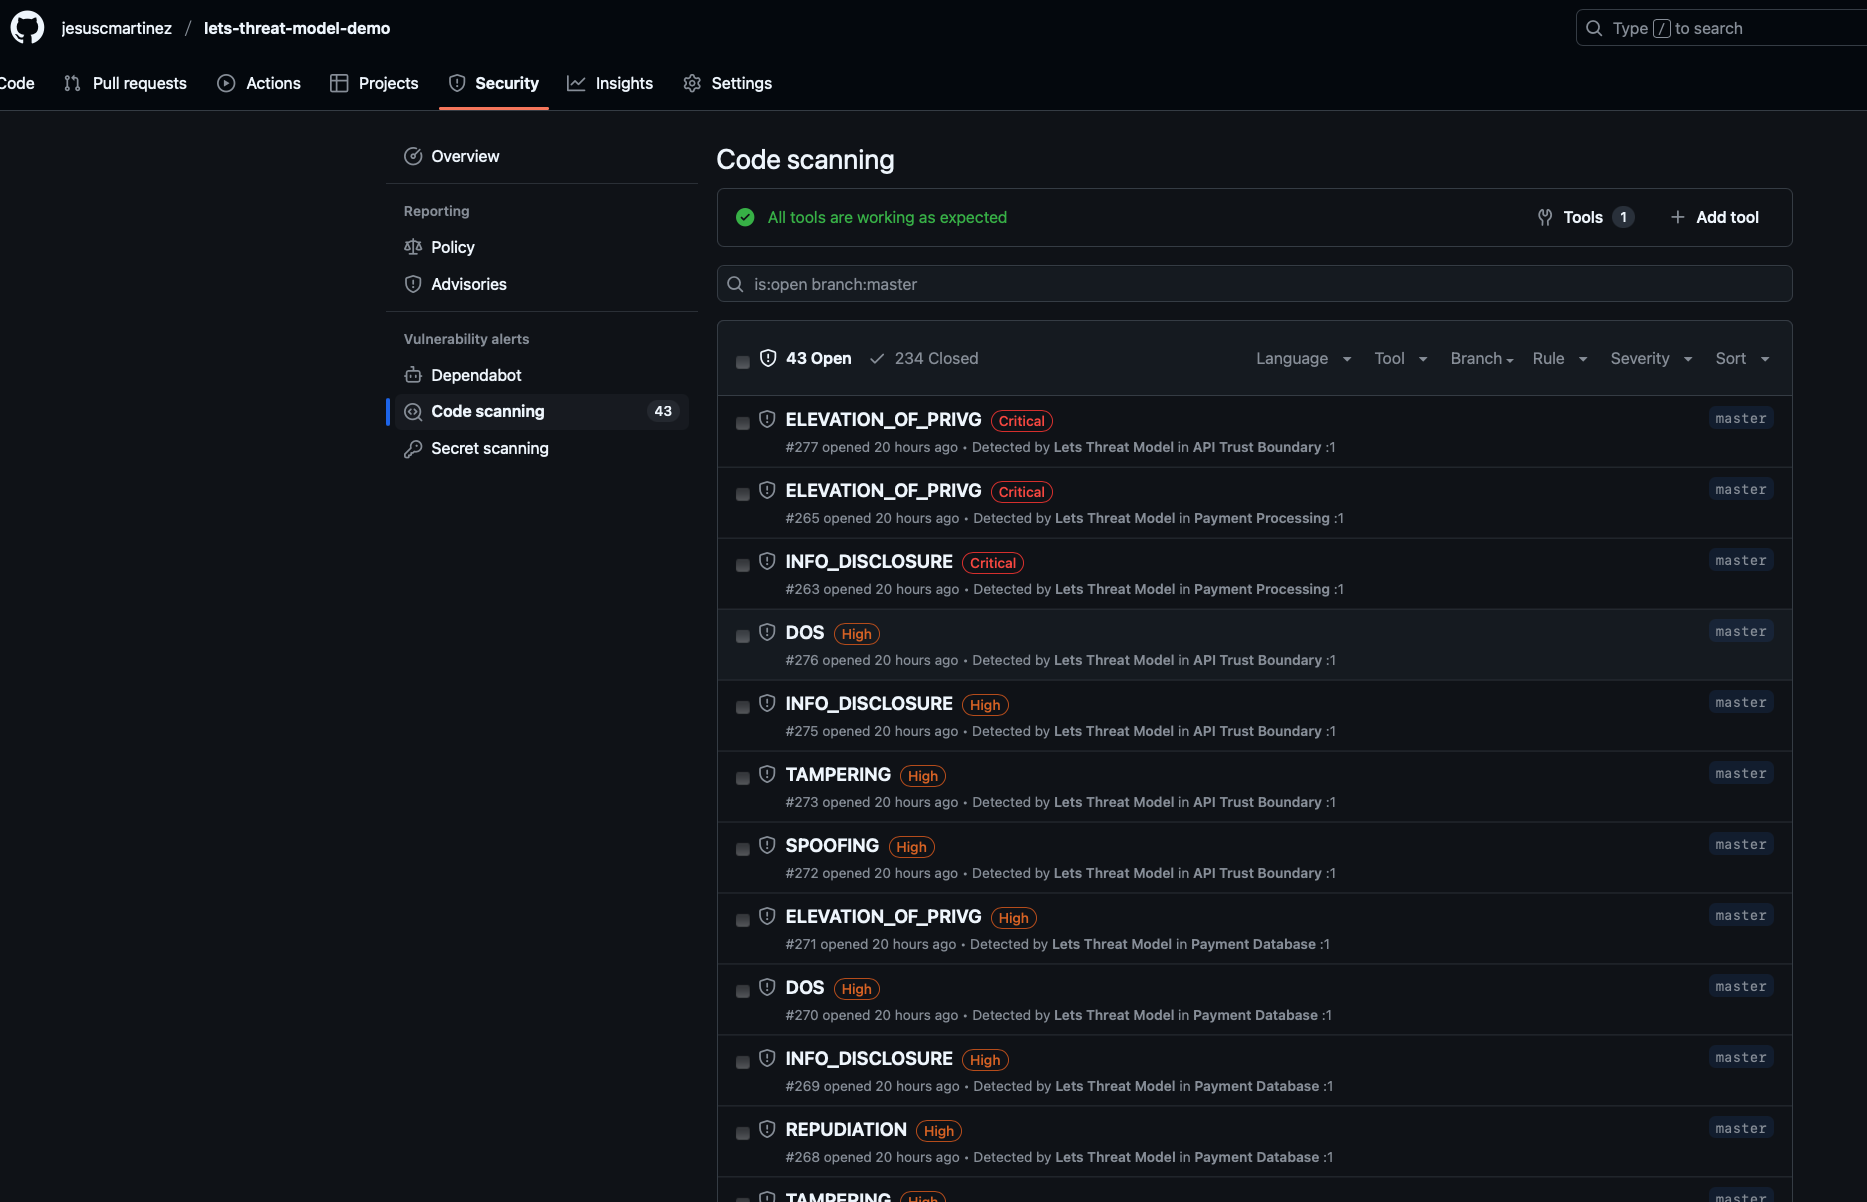 jesuscmartinez / lets-threat-model-demo
Type / to search
Code Pull requests Actions Projects Security Insights Settings
Overview
Reporting
Policy
Advisories
Vulnerability alerts
Dependabot
Code scanning 43
Secret scanning
Code scanning
All tools are working as expected Tools 1 + Add tool
is:open branch:master
43 Open 234 Closed Language Tool Branch Rule Severity Sort
ELEVATION_OF_PRIVG Critical master
#277 opened 20 hours ago • Detected by Lets Threat Model in API Trust Boundary :1
ELEVATION_OF_PRIVG Critical master
#265 opened 20 hours ago • Detected by Lets Threat Model in Payment Processing :1
INFO_DISCLOSURE Critical master
#263 opened 20 hours ago • Detected by Lets Threat Model in Payment Processing :1
DOS High master
#276 opened 20 hours ago • Detected by Lets Threat Model in API Trust Boundary :1
INFO_DISCLOSURE High master
#275 opened 20 hours ago • Detected by Lets Threat Model in API Trust Boundary :1
TAMPERING High master
#273 opened 20 hours ago • Detected by Lets Threat Model in API Trust Boundary :1
SPOOFING High master
#272 opened 20 hours ago • Detected by Lets Threat Model in API Trust Boundary :1
ELEVATION_OF_PRIVG High master
#271 opened 20 hours ago • Detected by Lets Threat Model in Payment Database :1
DOS High master
#270 opened 20 hours ago • Detected by Lets Threat Model in Payment Database :1
INFO_DISCLOSURE High master
#269 opened 20 hours ago • Detected by Lets Threat Model in Payment Database :1
REPUDIATION High master
#268 opened 20 hours ago • Detected by Lets Threat Model in Payment Database :1
TAMPERING High master